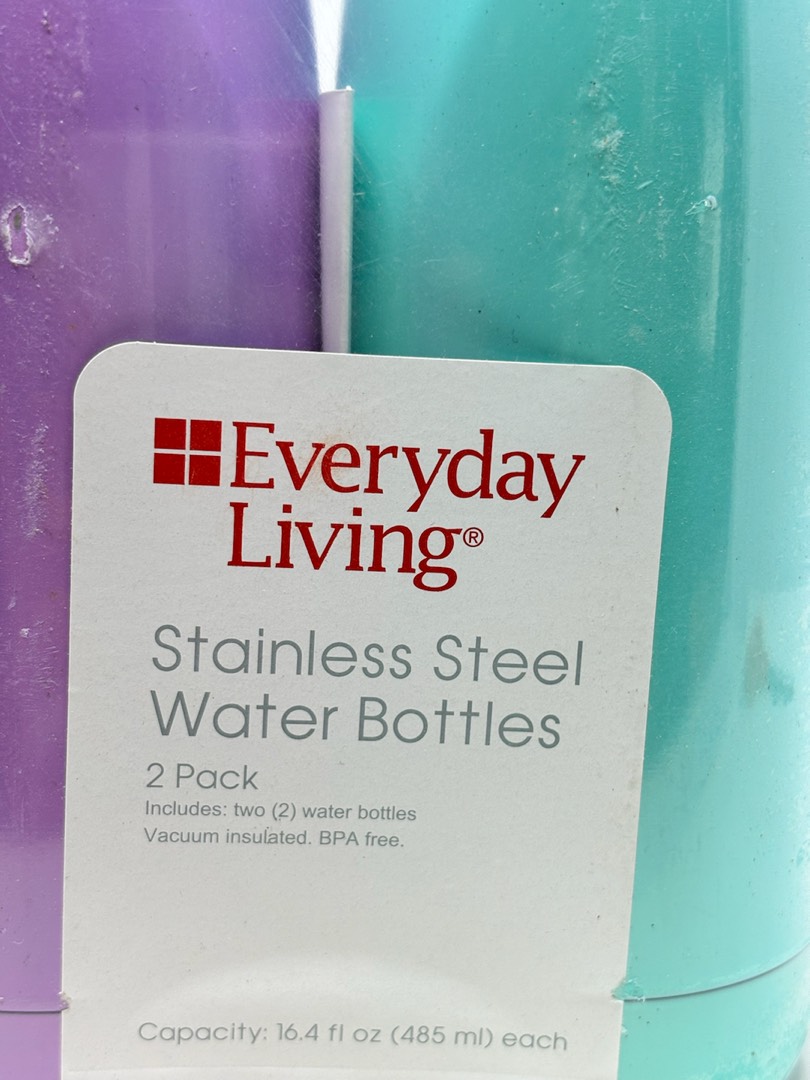 Everyday
Living®
Stainless Steel
Water Bottles
2 Pack
Includes: two (2) water bottles
Vacuum insulated. BPA free.
Capacity: 16.4 fl oz (485 ml) each